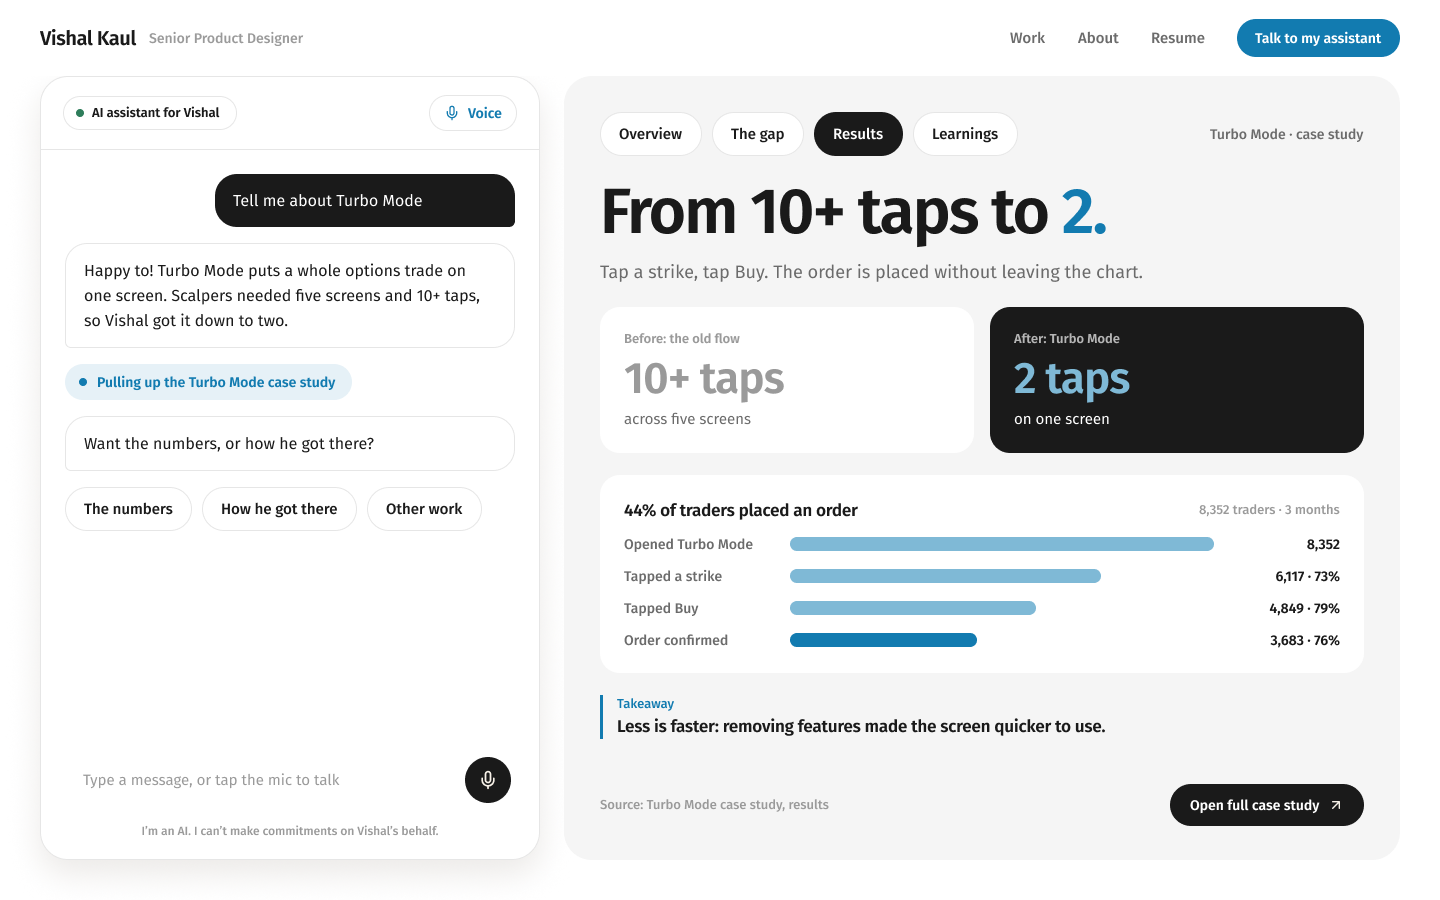 Vishal Kaul Senior Product Designer
Work About Resume Talk to my assistant
AI assistant for Vishal
Voice
Tell me about Turbo Mode
Happy to! Turbo Mode puts a whole options trade on
one screen. Scalpers needed five screens and 10+ taps,
so Vishal got it down to two.
Pulling up the Turbo Mode case study
Want the numbers, or how he got there?
The numbers How he got there Other work
Type a message, or tap the mic to talk
I'm an AI. I can't make commitments on Vishal's behalf.
Overview The gap Results Learnings
Turbo Mode · case study
From 10+ taps to 2.
Tap a strike, tap Buy. The order is placed without leaving the chart.
Before: the old flow
10+ taps
across five screens
After: Turbo Mode
2 taps
on one screen
44% of traders placed an order
8,352 traders · 3 months
Opened Turbo Mode 8,352
Tapped a strike 6,117 · 73%
Tapped Buy 4,849 · 79%
Order confirmed 3,683 · 76%
Takeaway
Less is faster: removing features made the screen quicker to use.
Source: Turbo Mode case study, results
Open full case study